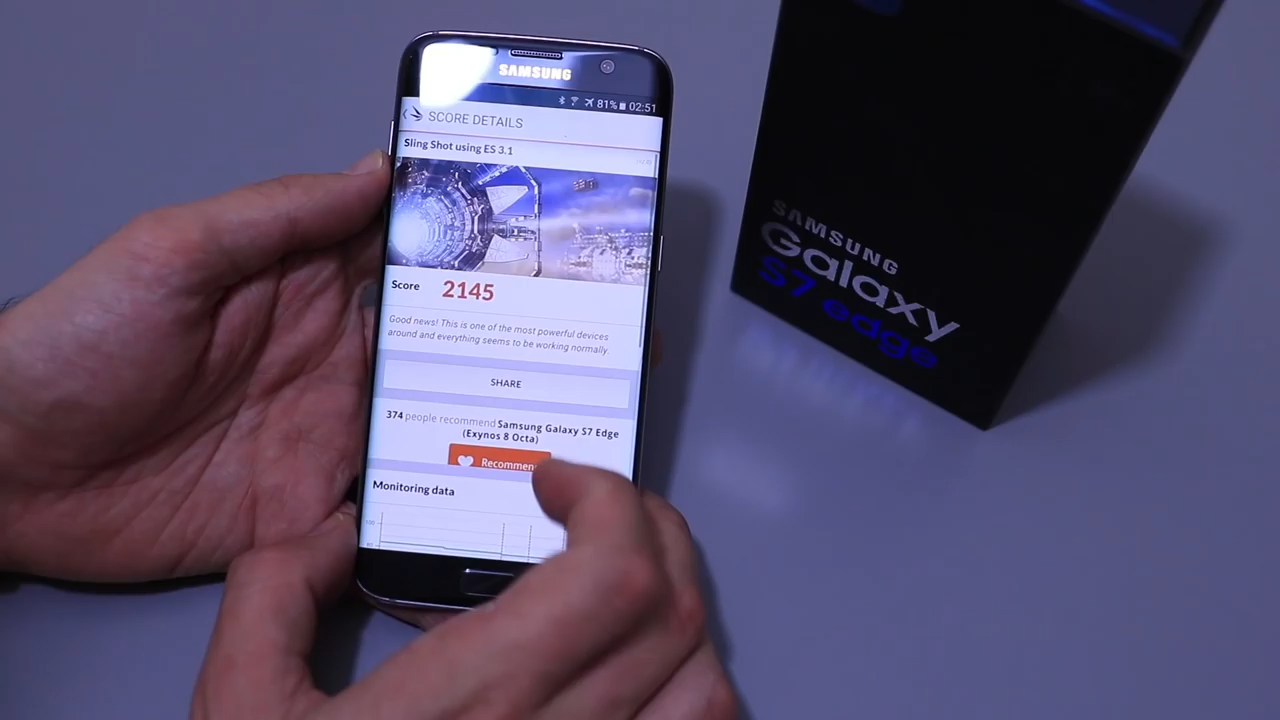 SAMSUNG
81% 02:51
SCORE DETAILS
Sling Shot using ES 3.1
Score 2145
Good news! This is one of the most powerful devices
around and everything seems to be working normally.
SHARE
374 people recommend Samsung Galaxy S7 Edge
(Exynos 8 Octa)
Monitoring data
100
SAMSUNG
Galaxy
S7 edge